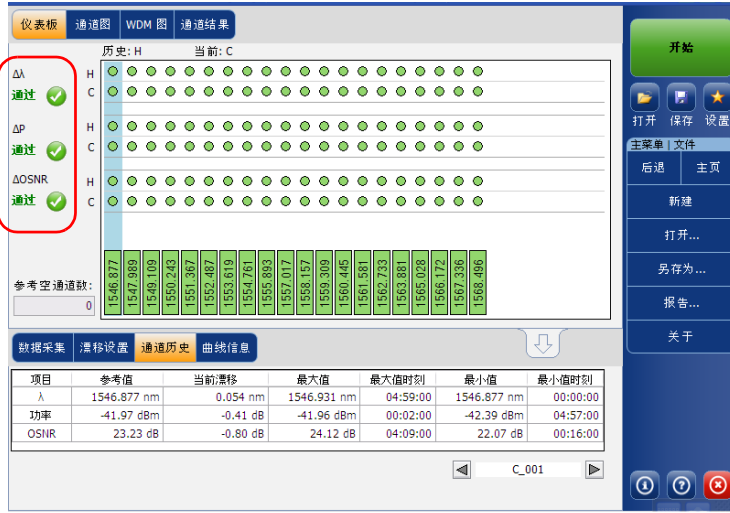 仪表板 通道图 WDM 图 通道结果
历史: H 当前: C
Δλ H
通过 C
ΔP H
通过 C
ΔOSNR H
通过 C
参考空通道数:
0
1546.877 1547.989 1549.109 1550.243 1551.367 1552.487 1553.619 1554.761 1555.893 1557.017 1558.157 1559.309 1560.445 1561.581 1562.733 1563.881 1565.028 1566.172 1567.336 1568.496
数据采集 漂移设置 通道历史 曲线信息
项目 参考值 当前漂移 最大值 最大值时刻 最小值 最小值时刻
λ 1546.877 nm 0.054 nm 1546.931 nm 04:59:00 1546.877 nm 00:00:00
功率 -41.97 dBm -0.41 dB -41.96 dBm 00:02:00 -42.39 dBm 04:57:00
OSNR 23.23 dB -0.80 dB 24.12 dB 04:09:00 22.07 dB 00:16:00
C_001
开始
打开 保存 设置
主菜单 | 文件
后退 主页
新建
打开...
另存为...
报告...
关于